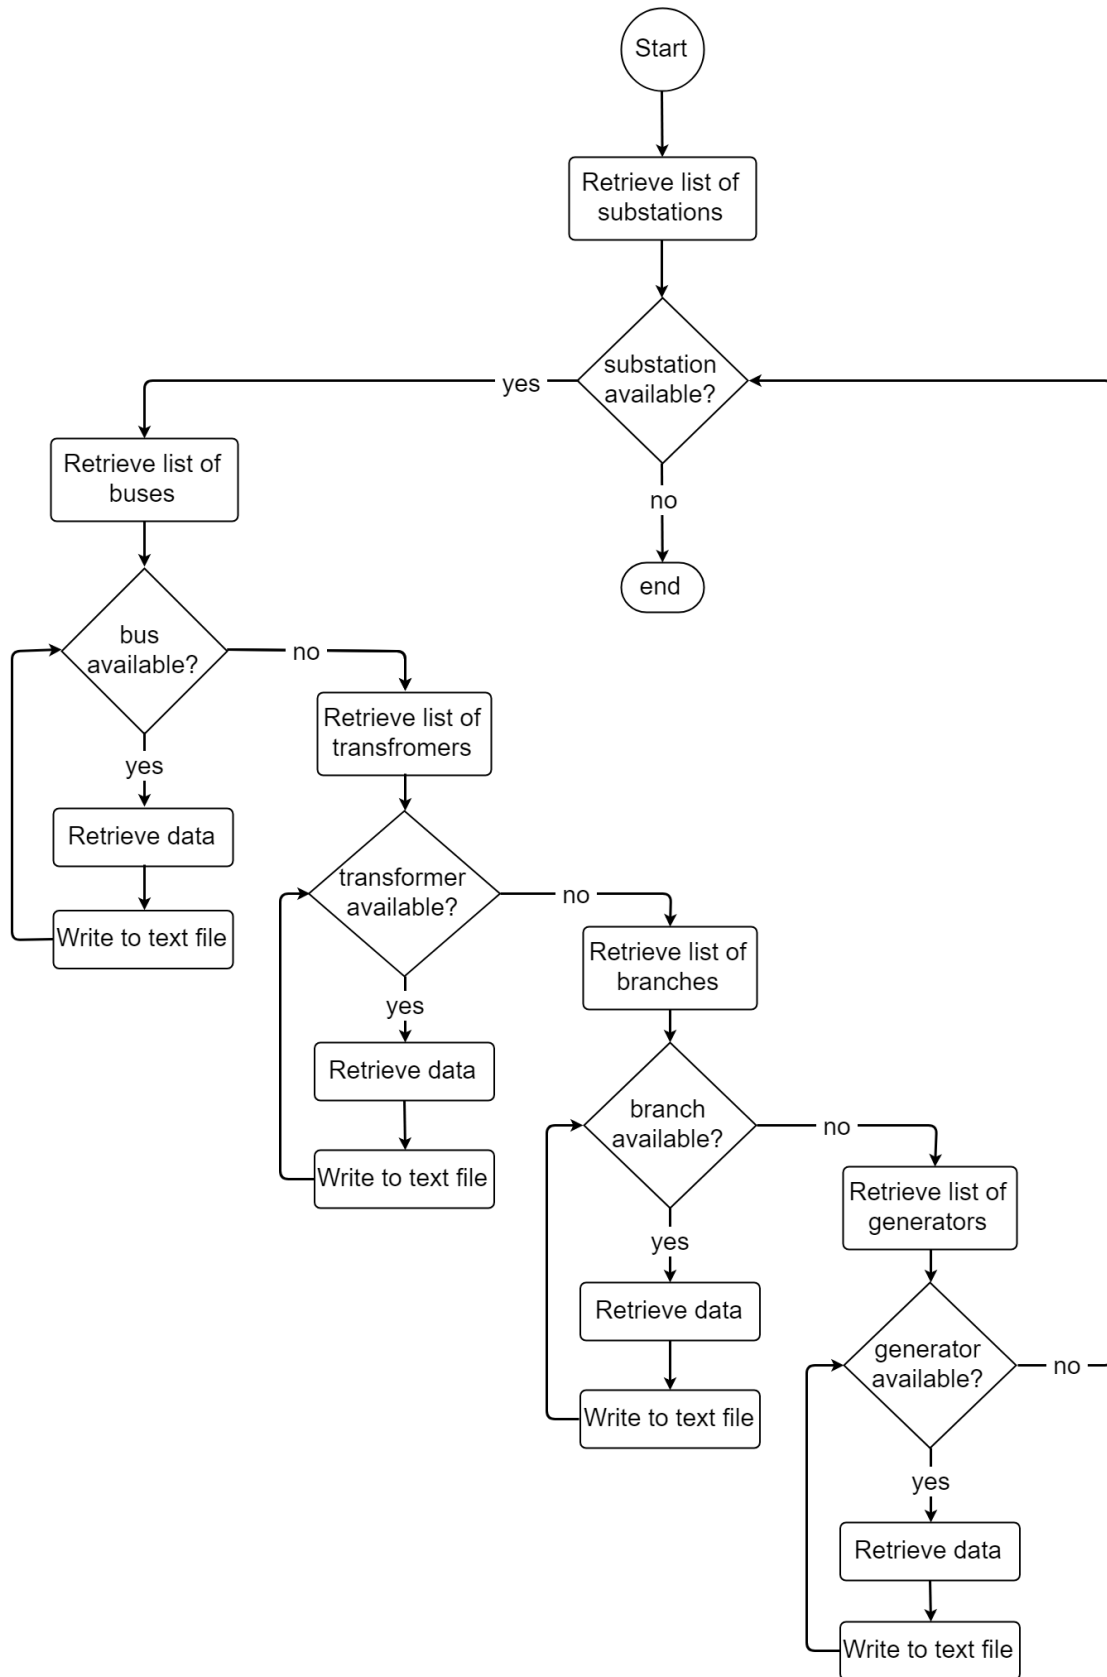 Start
Retrieve list of
substations
substation
available?
yes
no
end
Retrieve list of
buses
bus
available?
no
yes
Retrieve data
Write to text file
Retrieve list of
transfromers
transformer
available?
no
yes
Retrieve data
Write to text file
Retrieve list of
branches
branch
available?
no
yes
Retrieve data
Write to text file
Retrieve list of
generators
generator
available?
no
yes
Retrieve data
Write to text file